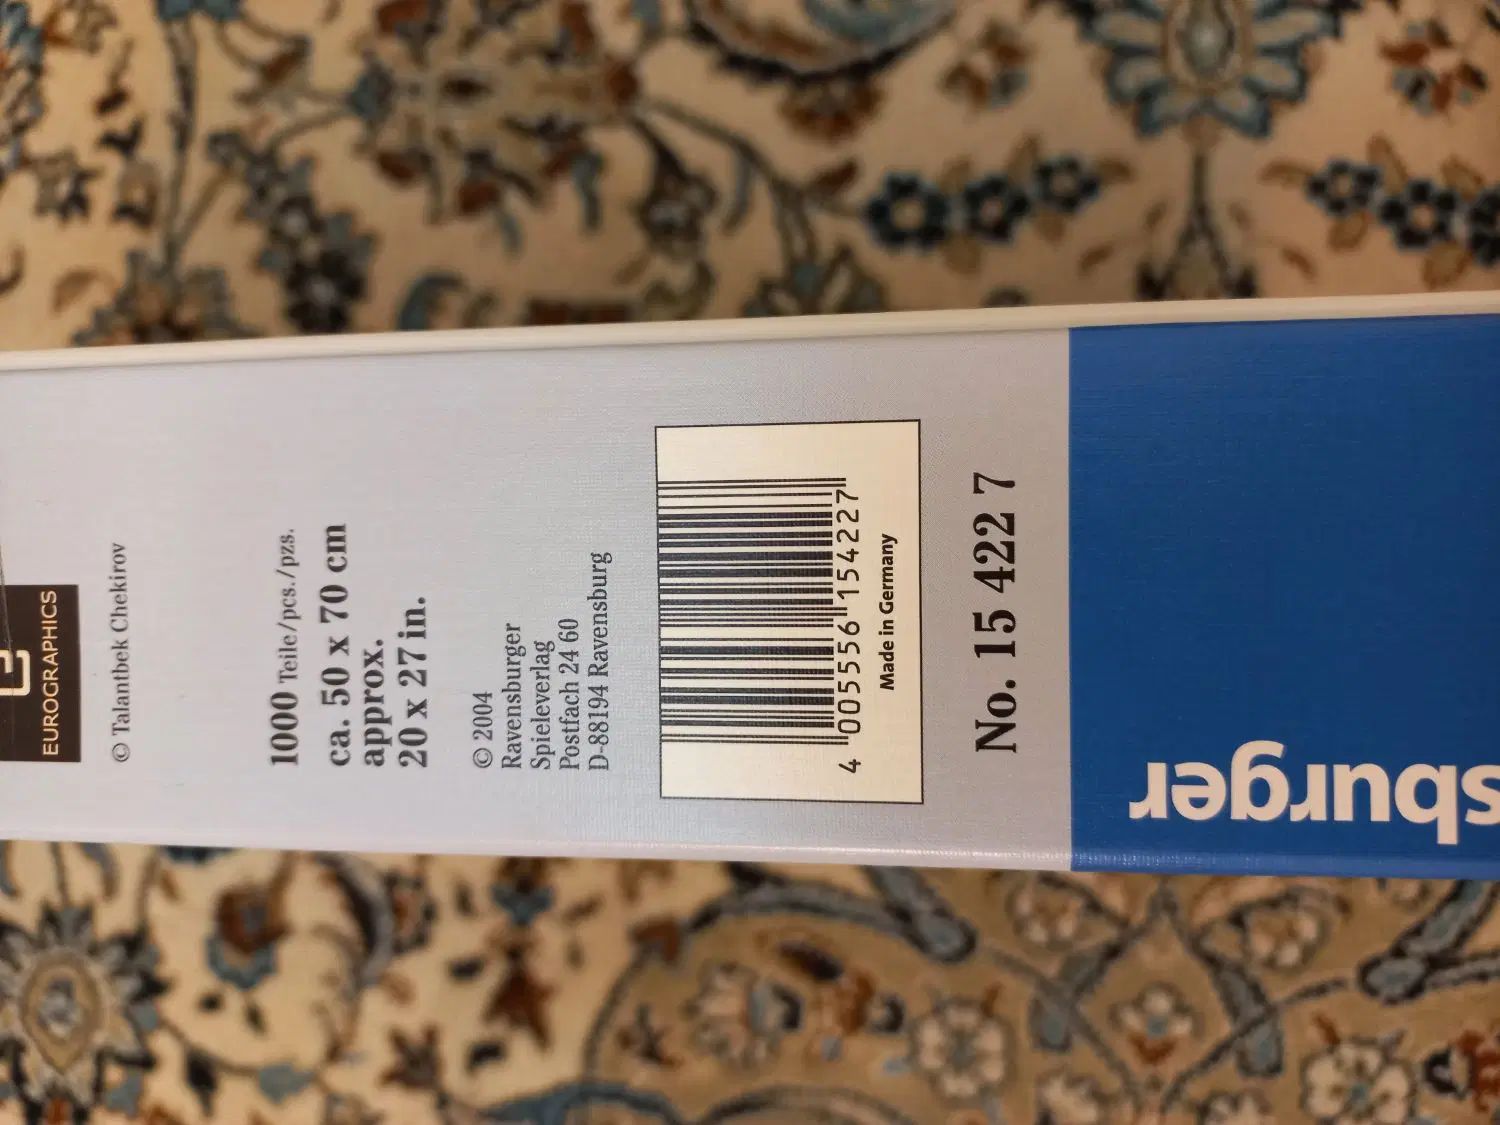 EUROGRAPHICS
© Talantbek Chekirov
1000 Teile/pcs./pzs.
ca. 50 x 70 cm
approx.
20 x 27 in.
© 2004
Ravensburger
Spieleverlag
Postfach 24 60
D-88194 Ravensburg
4 005556 154227
Made in Germany
No. 15 422 7
sburger